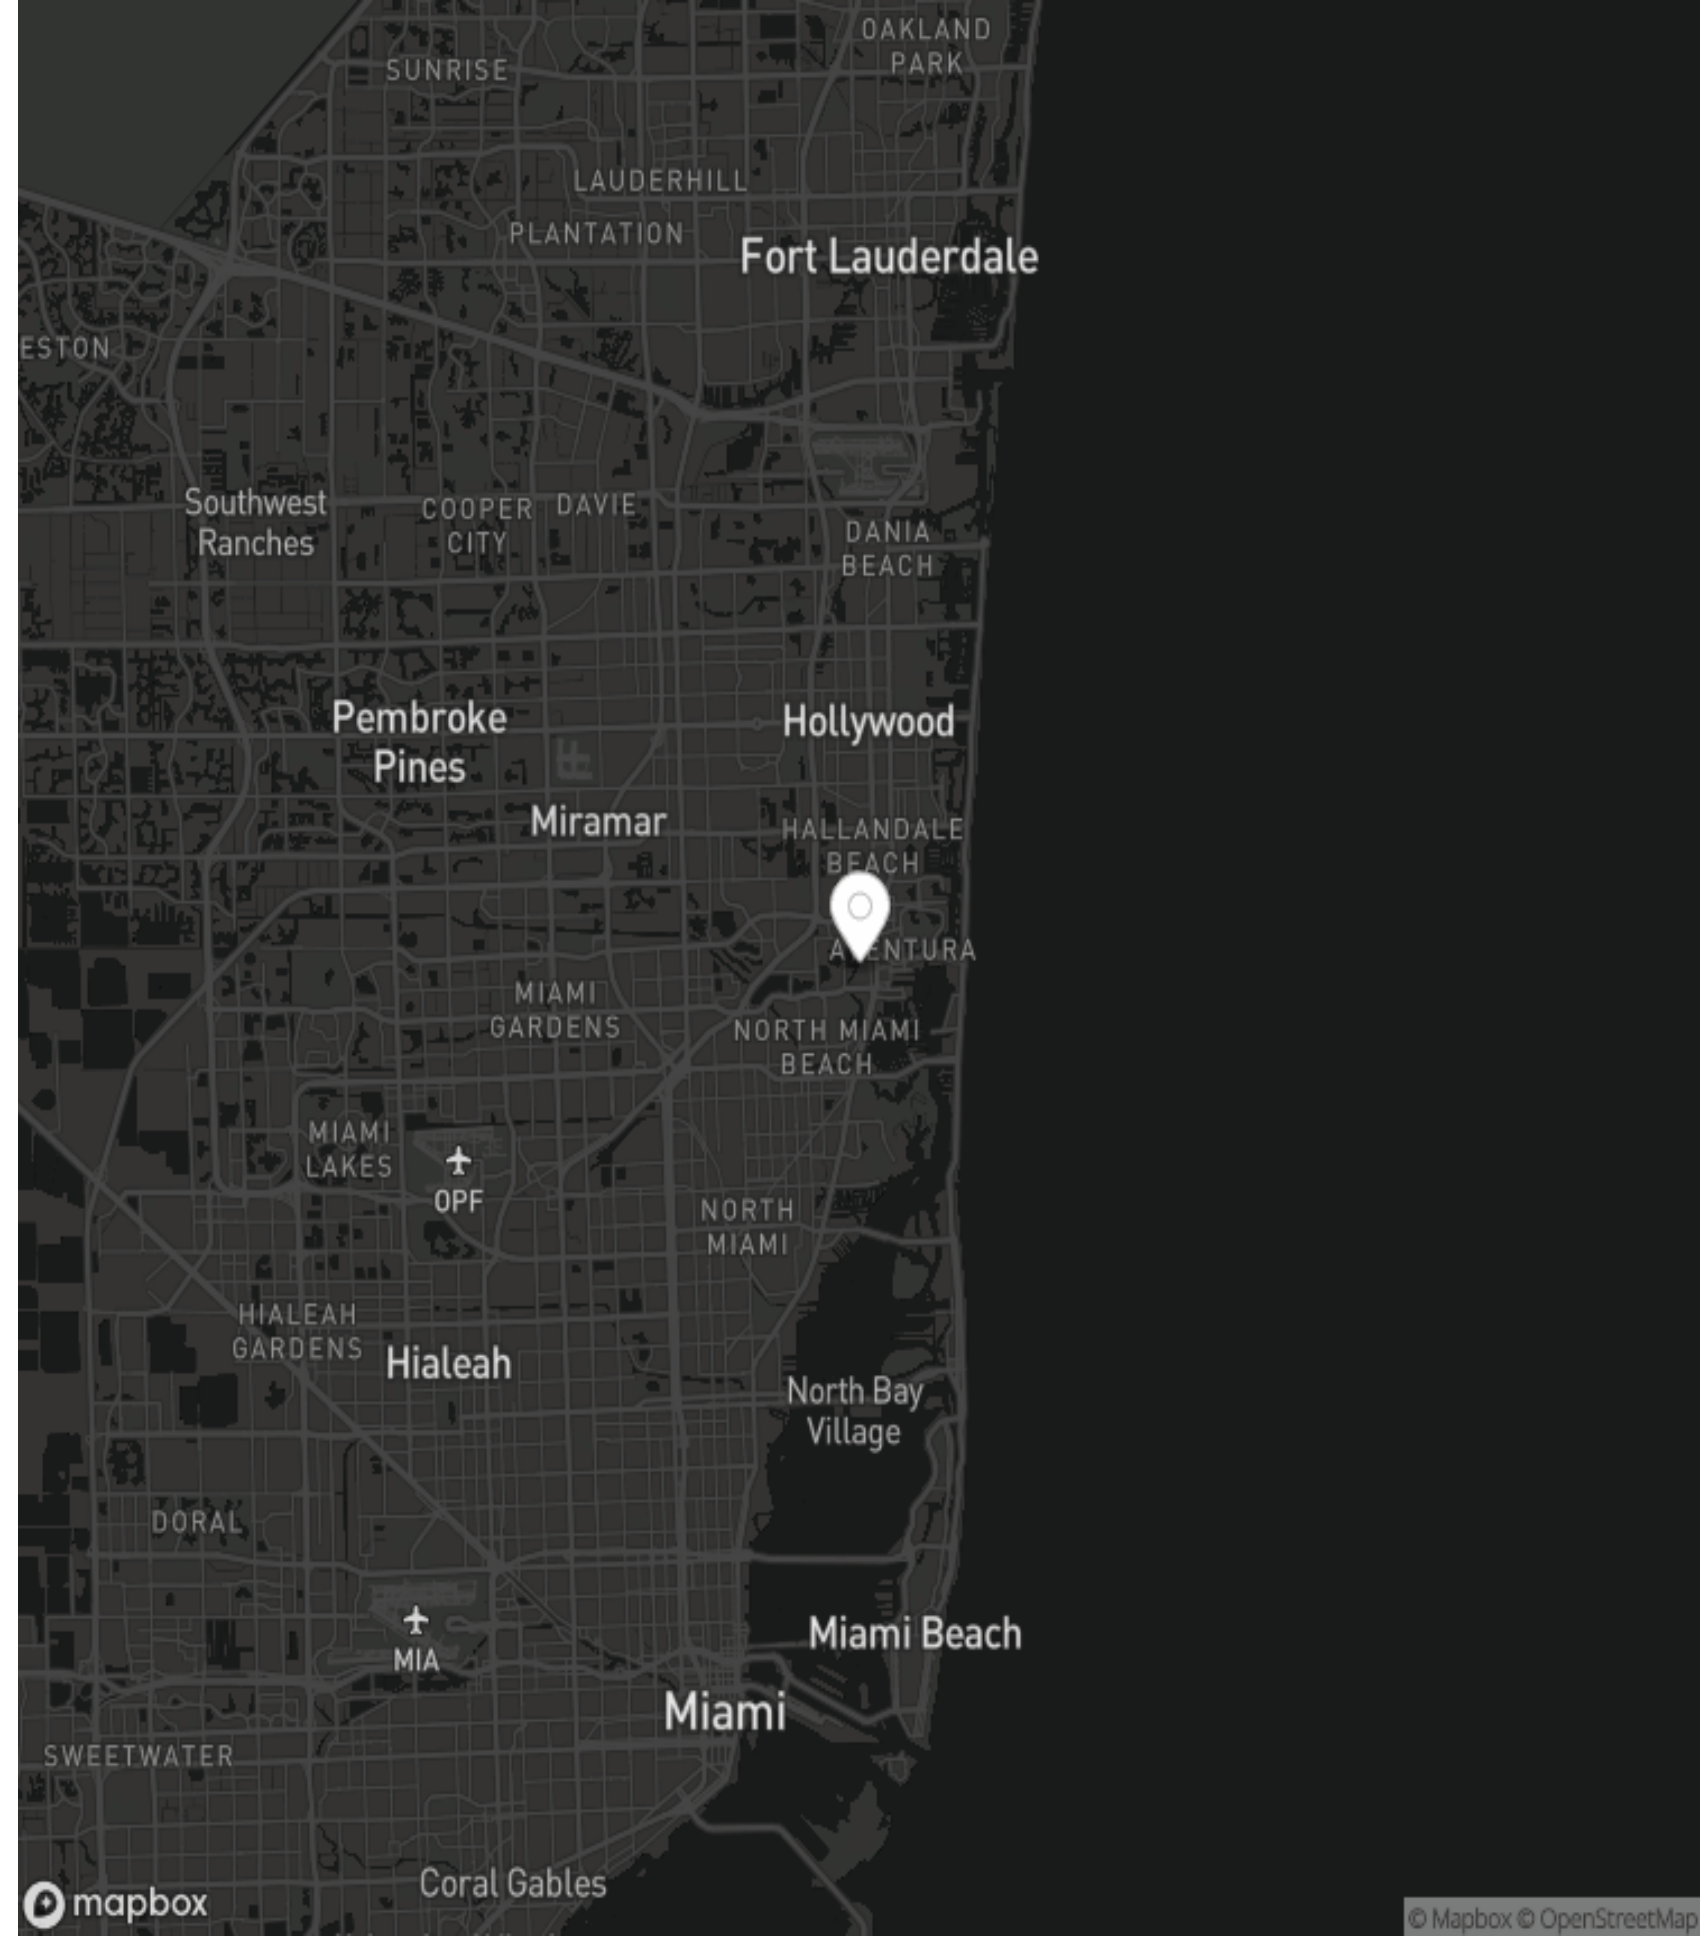 OAKLAND
PARK
SUNRISE
LAUDERHILL
PLANTATION
Fort Lauderdale
ESTON
Southwest
Ranches
COOPER
CITY
DAVIE
DANIA
BEACH
Pembroke
Pines
Hollywood
Miramar
HALLANDALE
BEACH
A ENTURA
MIAMI
GARDENS
NORTH MIAMI
BEACH
MIAMI
LAKES
OPF
NORTH
MIAMI
HIALEAH
GARDENS
Hialeah
North Bay
Village
DORAL
MIA
Miami Beach
Miami
SWEETWATER
Coral Gables
mapbox
© Mapbox © OpenStreetMap